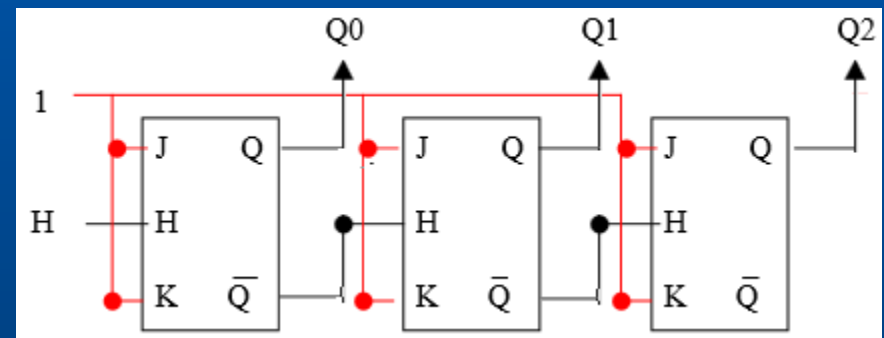 Q0 Q1 Q2
1
J Q J Q J Q
H H H H
K Q̅ K Q̅ K Q̅